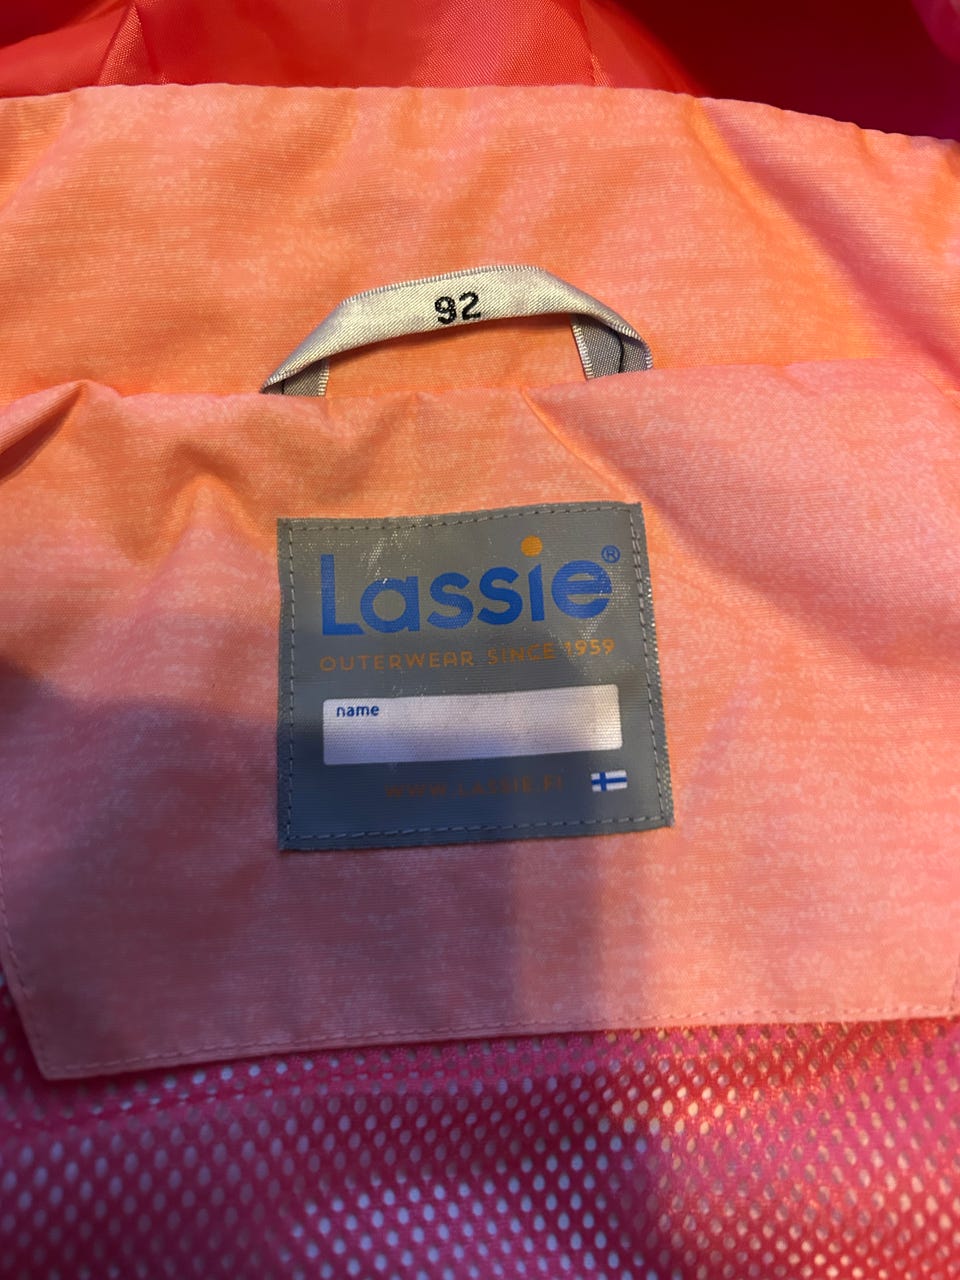 92
Lassie®
OUTERWEAR SINCE 1959
name
WWW.LASSIE.FI